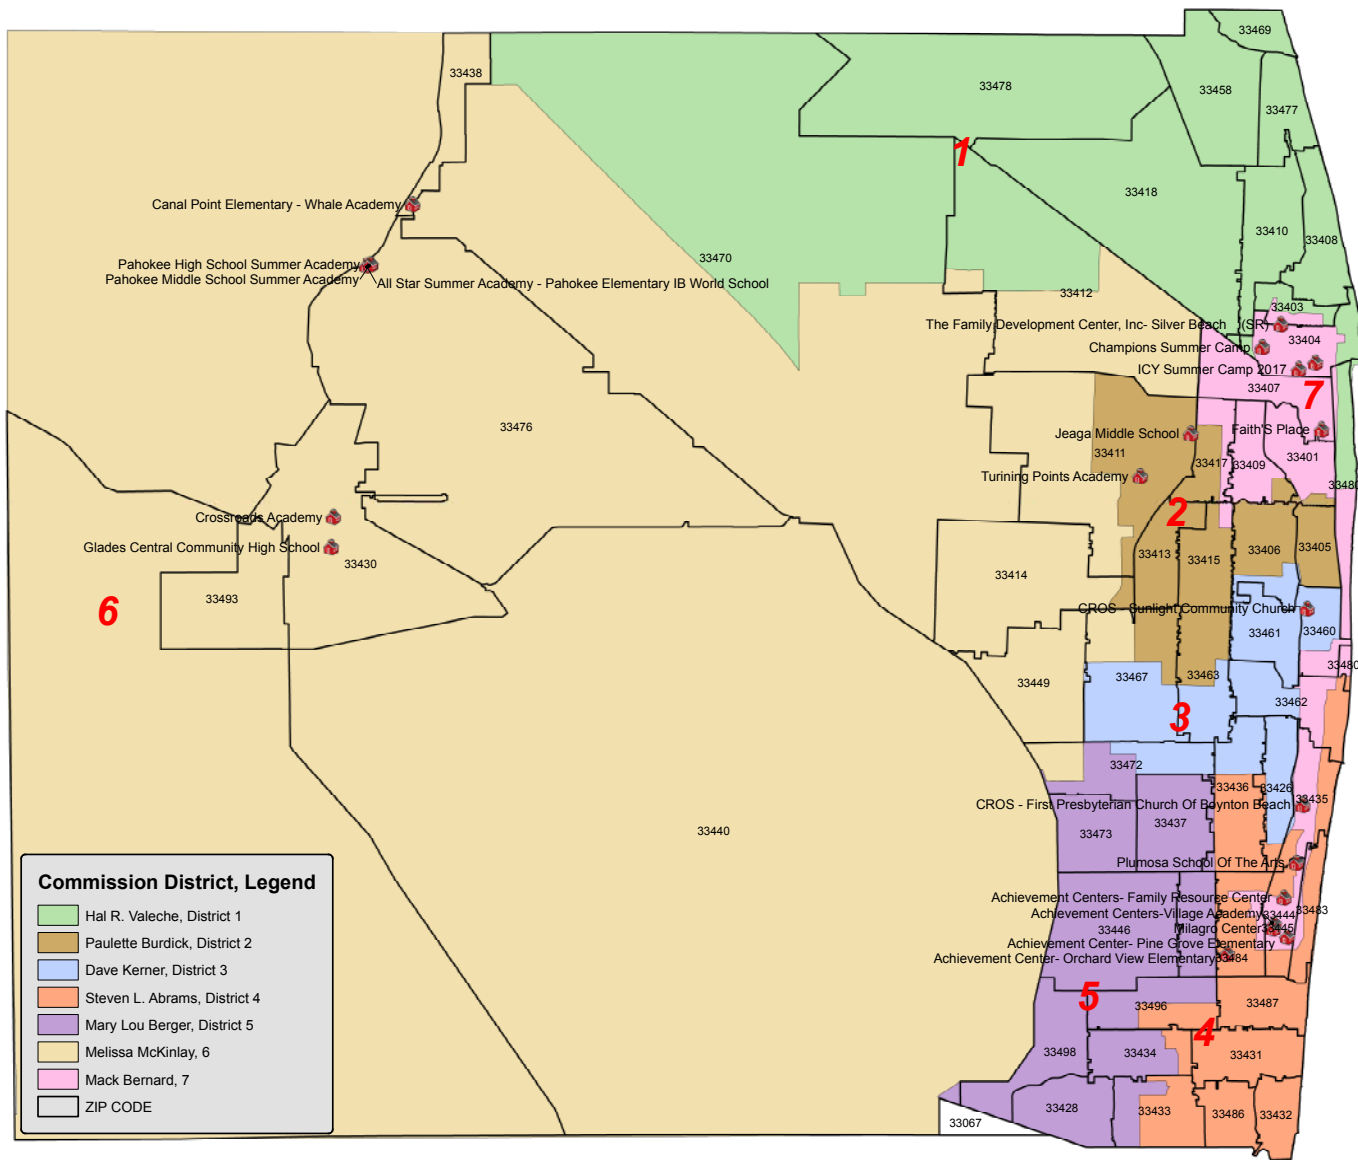 33469
33438
33478
33458
33477
1
33418
Canal Point Elementary - Whale Academy
33410
33408
Pahokee High School Summer Academy
Pahokee Middle School Summer Academy
All Star Summer Academy - Pahokee Elementary IB World School
33470
33412
33403
The Family Development Center, Inc- Silver Beach (SR)
33404
Champions Summer Camp
ICY Summer Camp 2017
33407
7
33476
Jeaga Middle School
Faith'S Place
33411
33417
33409
33401
Turining Points Academy
33480
2
Crossroads Academy
Glades Central Community High School
33430
33413
33415
33406
33405
33414
33493
6
CROS - Sunlight Community Church
33461
33460
33480
33449
33467
33463
33462
3
33472
33436
33426
33435
CROS - First Presbyterian Church Of Boynton Beach
33440
33473
33437
Plumosa School Of The Arts
Achievement Centers- Family Resource Center
33483
Achievement Centers-Village Academy
33444
33446
Milagro Center
33445
Achievement Center- Pine Grove Elementary
Achievement Center- Orchard View Elementary
33484
5
33496
33487
4
33498
33434
33431
33428
33433
33486
33432
33067
Commission District, Legend
Hal R. Valeche, District 1
Paulette Burdick, District 2
Dave Kerner, District 3
Steven L. Abrams, District 4
Mary Lou Berger, District 5
Melissa McKinlay, 6
Mack Bernard, 7
ZIP CODE